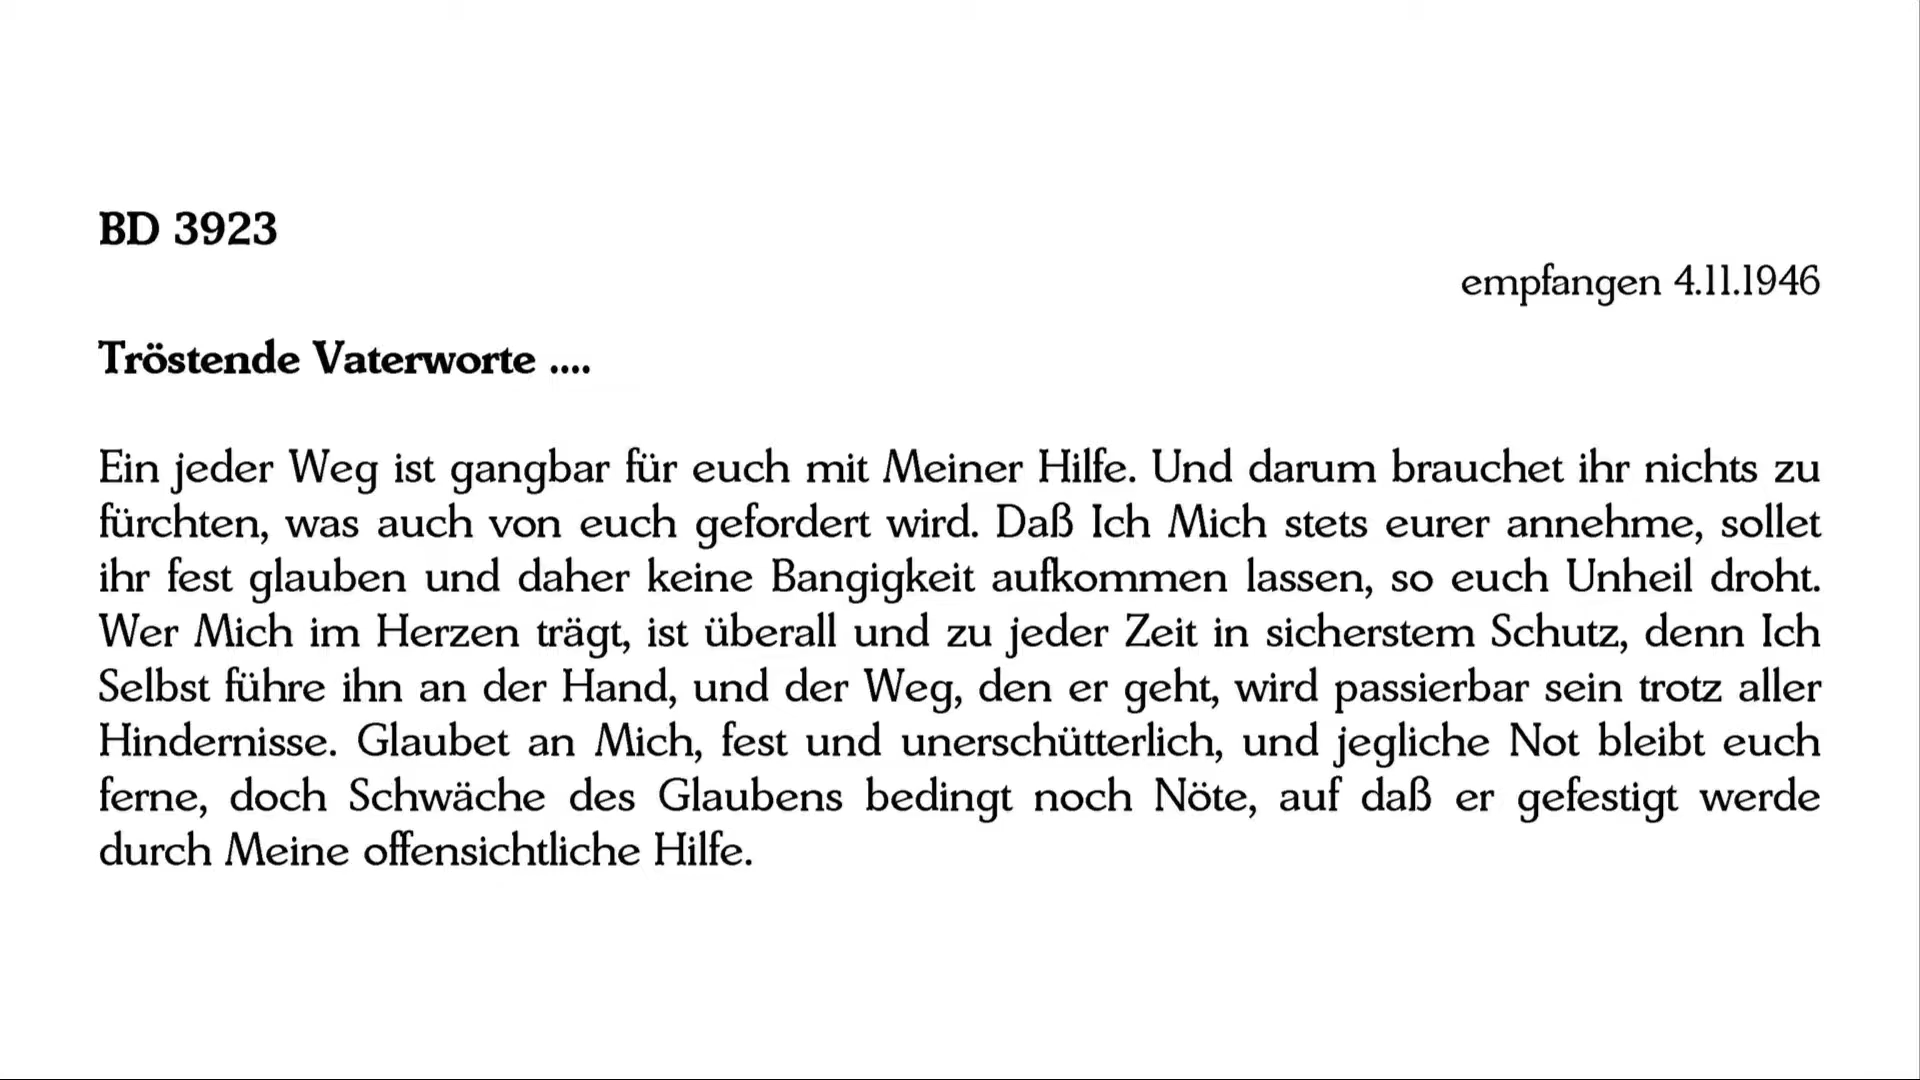 BD 3923
empfangen 4.11.1946
Tröstende Vaterworte ....
Ein jeder Weg ist gangbar für euch mit Meiner Hilfe. Und darum brauchet ihr nichts zu
fürchten, was auch von euch gefordert wird. Daß Ich Mich stets eurer annehme, sollet
ihr fest glauben und daher keine Bangigkeit aufkommen lassen, so euch Unheil droht.
Wer Mich im Herzen trägt, ist überall und zu jeder Zeit in sicherstem Schutz, denn Ich
Selbst führe ihn an der Hand, und der Weg, den er geht, wird passierbar sein trotz aller
Hindernisse. Glaubet an Mich, fest und unerschütterlich, und jegliche Not bleibt euch
ferne, doch Schwäche des Glaubens bedingt noch Nöte, auf daß er gefestigt werde
durch Meine offensichtliche Hilfe.